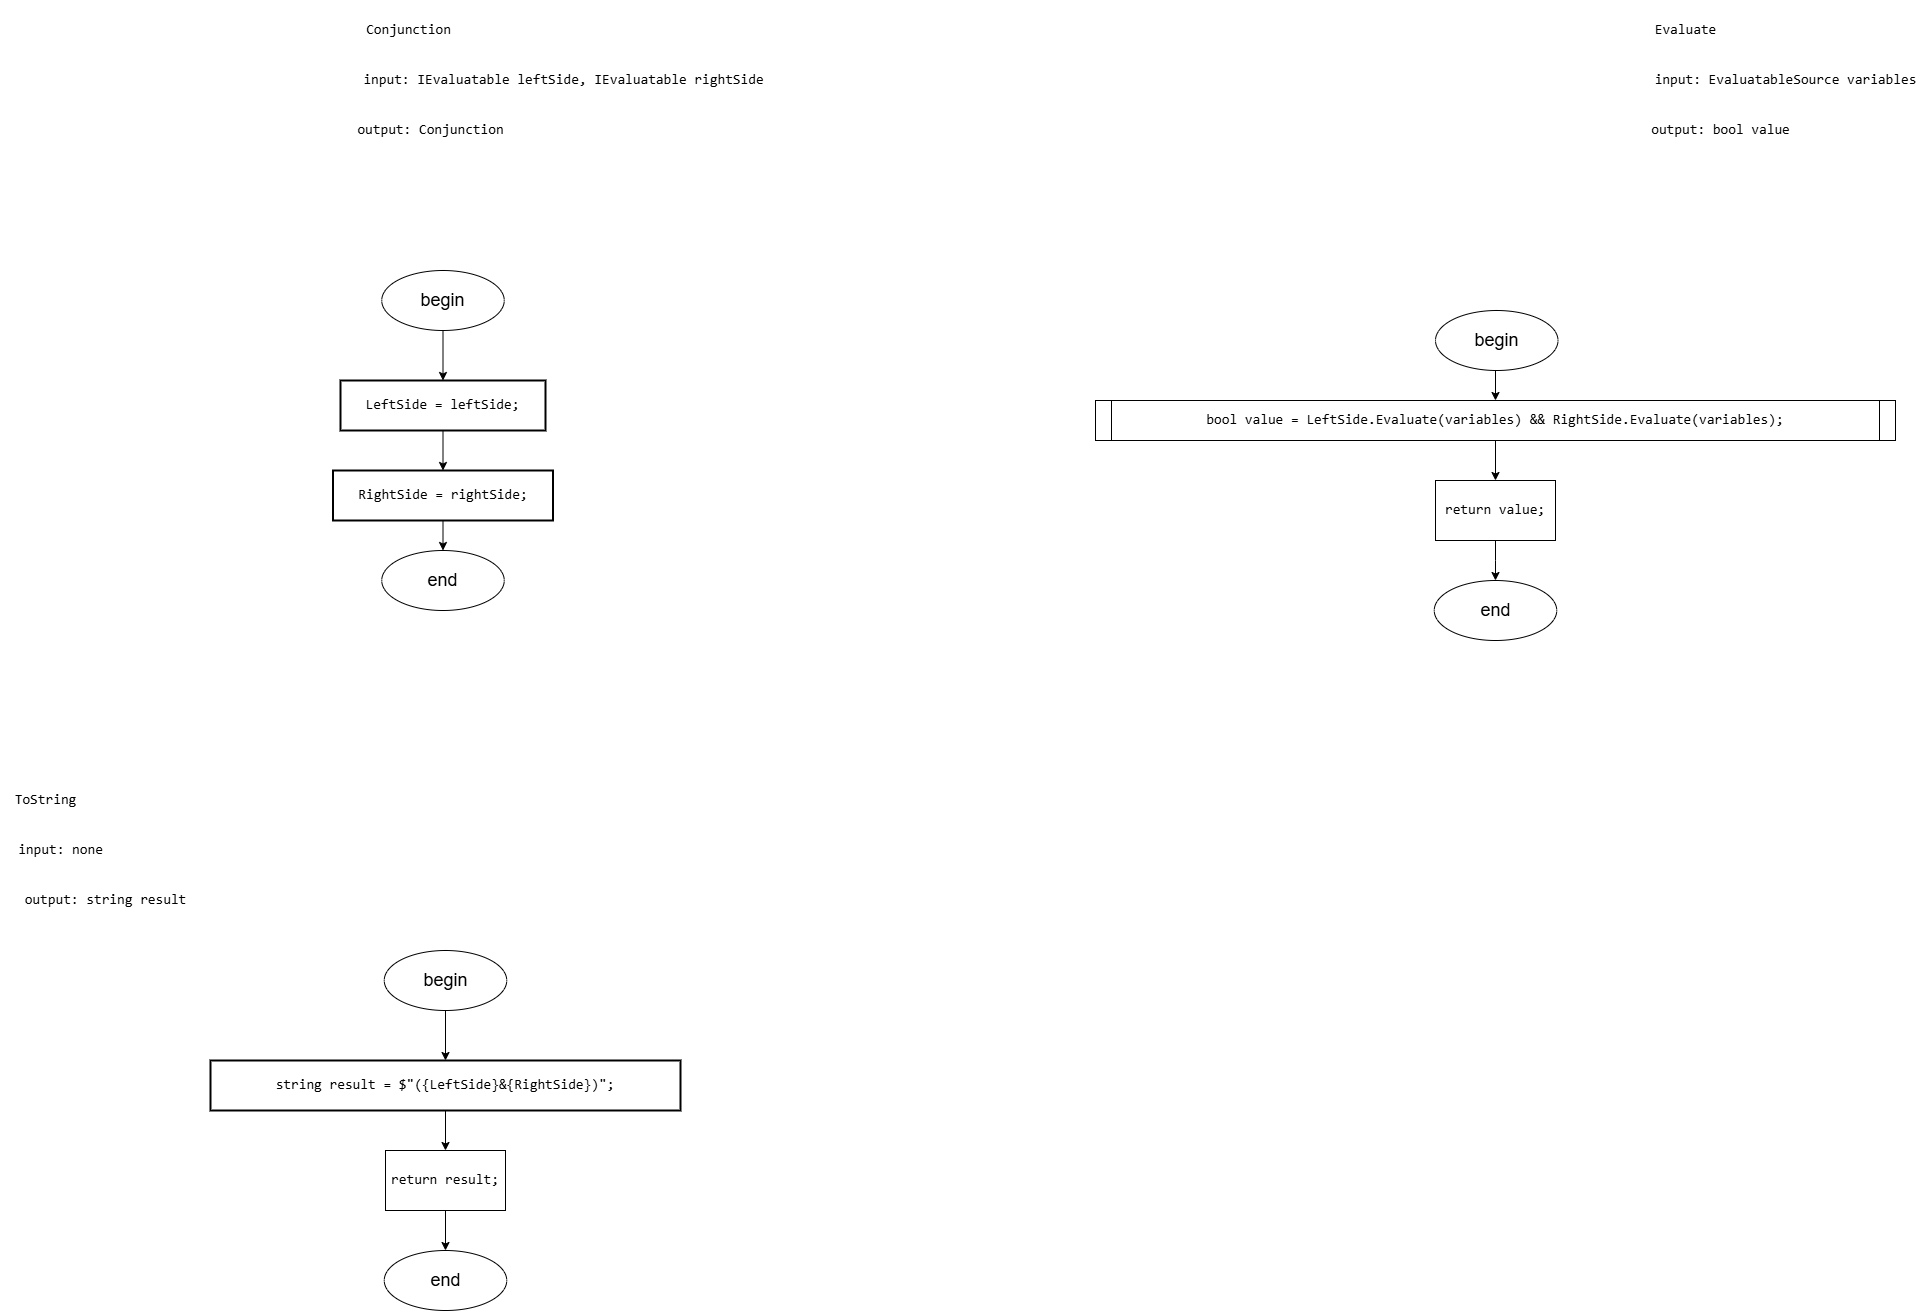 Conjunction
input: IEvaluatable leftSide, IEvaluatable rightSide
output: Conjunction
begin
LeftSide = leftSide;
RightSide = rightSide;
end
Evaluate
input: EvaluatableSource variables
output: bool value
begin
bool value = LeftSide.Evaluate(variables) && RightSide.Evaluate(variables);
return value;
end
ToString
input: none
output: string result
begin
string result = $"({LeftSide}&{RightSide})";
return result;
end